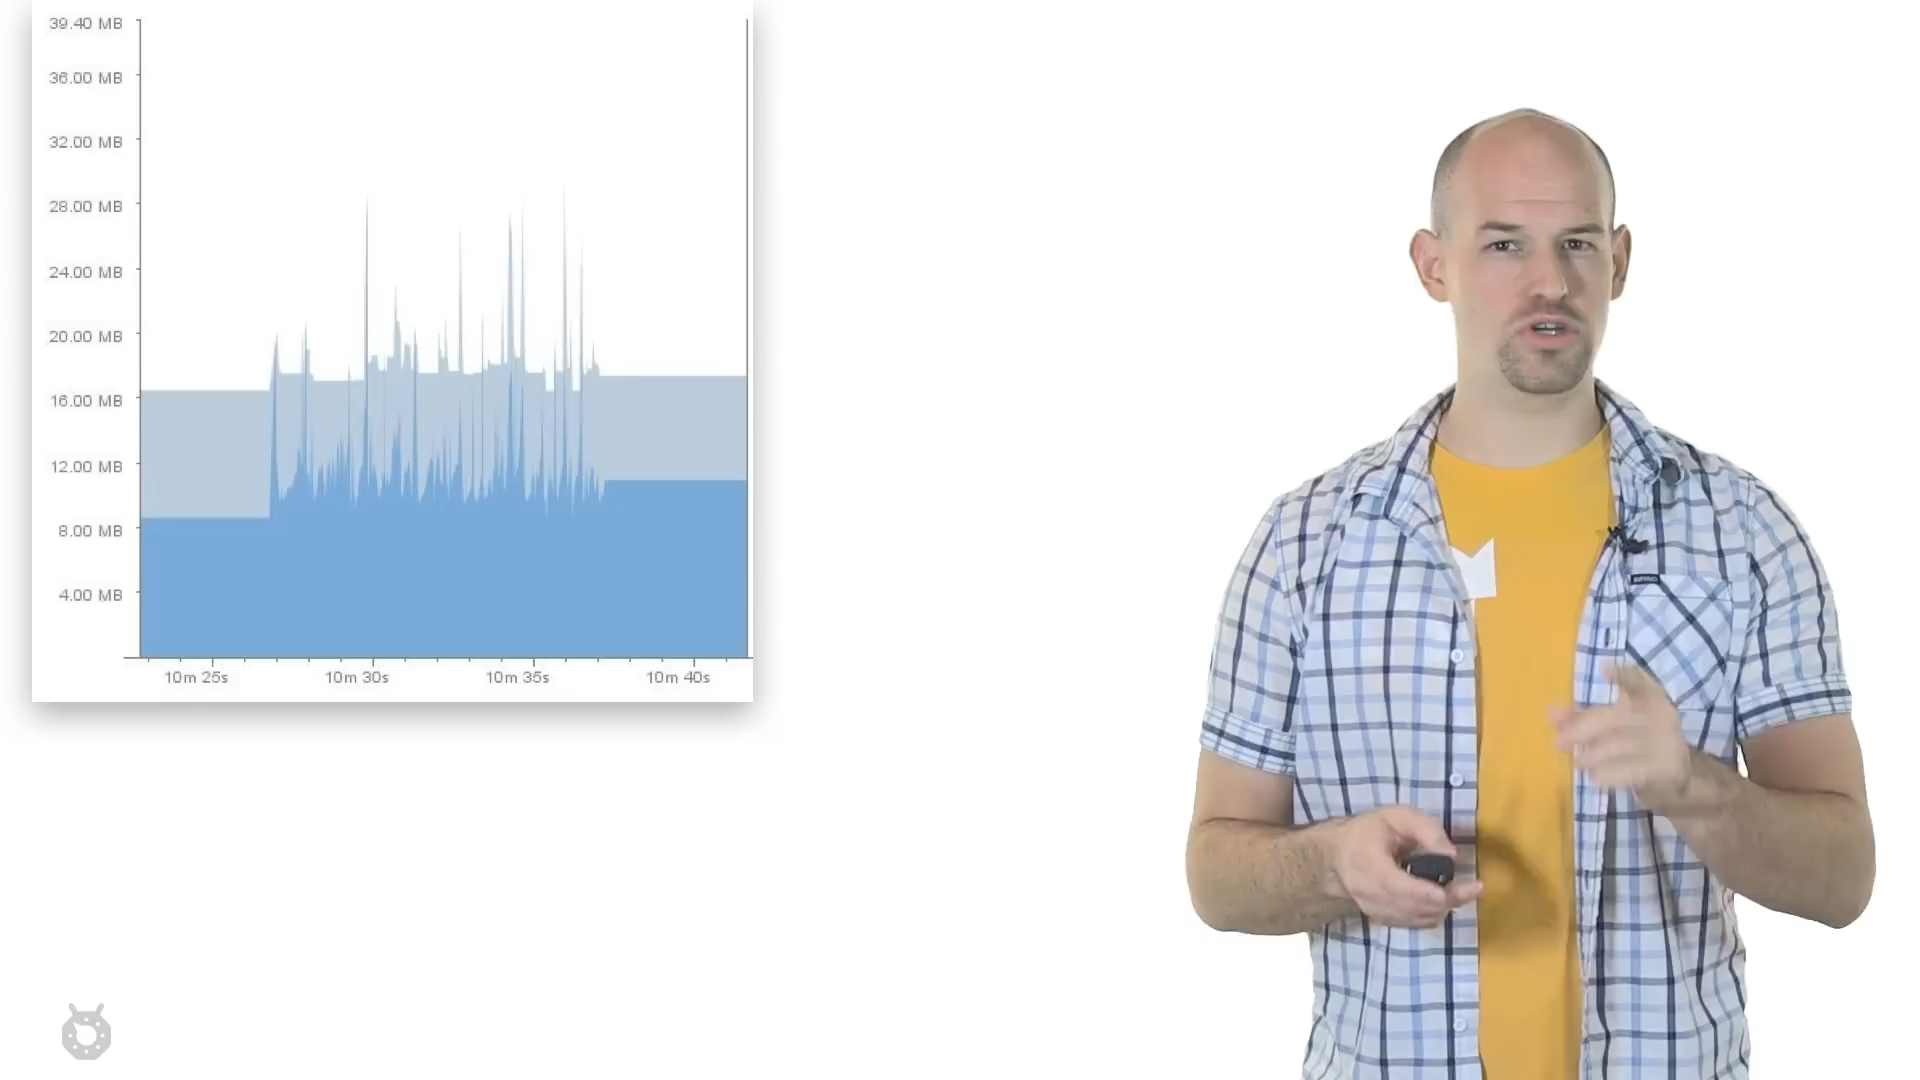 39.40 MB
36.00 MB
32.00 MB
28.00 MB
24.00 MB
20.00 MB
16.00 MB
12.00 MB
8.00 MB
4.00 MB
10m 25s
10m 30s
10m 35s
10m 40s